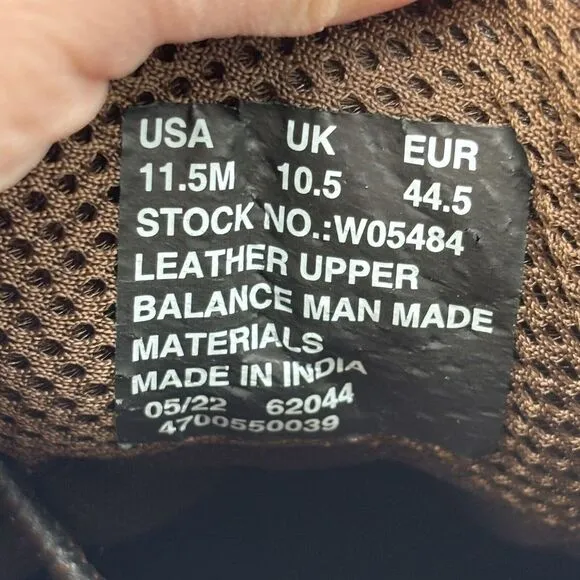 USA UK EUR
11.5M 10.5 44.5
STOCK NO.:W05484
LEATHER UPPER
BALANCE MAN MADE
MATERIALS
MADE IN INDIA
05/22 62044
4700550039